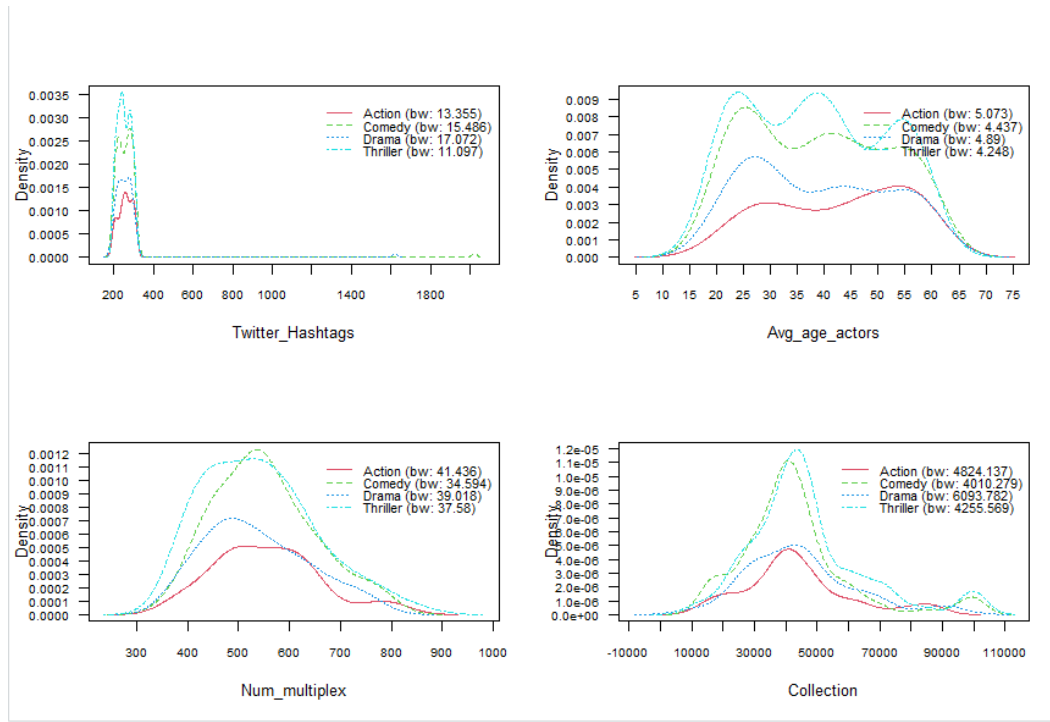 Density
0.0035
0.0030
0.0025
0.0020
0.0015
0.0010
0.0005
0.0000
Action (bw: 13.355)
Comedy (bw: 15.486)
Drama (bw: 17.072)
Thriller (bw: 11.097)
200 400 600 800 1000 1400 1800
Twitter_Hashtags
Density
0.009
0.007
0.006
0.005
0.004
0.003
0.002
0.001
0.000
Action (bw: 5.073)
Comedy (bw: 4.437)
Drama (bw: 4.89)
Thriller (bw: 4.248)
5 10 15 20 25 30 35 40 45 50 55 60 65 70 75
Avg_age_actors
Density
0.0012
0.0011
0.0010
0.0009
0.0008
0.0007
0.0006
0.0005
0.0004
0.0003
0.0002
0.0001
0.0000
Action (bw: 41.436)
Comedy (bw: 34.594)
Drama (bw: 39.018)
Thriller (bw: 37.58)
300 400 500 600 700 800 900 1000
Num_multiplex
Density
1.2e-05
1.1e-05
1.0e-05
9.0e-06
8.0e-06
7.0e-06
6.0e-06
5.0e-06
4.0e-06
3.0e-06
2.0e-06
1.0e-06
0.0e+00
Action (bw: 4824.137)
Comedy (bw: 4010.279)
Drama (bw: 6093.782)
Thriller (bw: 4255.569)
-10000 10000 30000 50000 70000 90000 110000
Collection